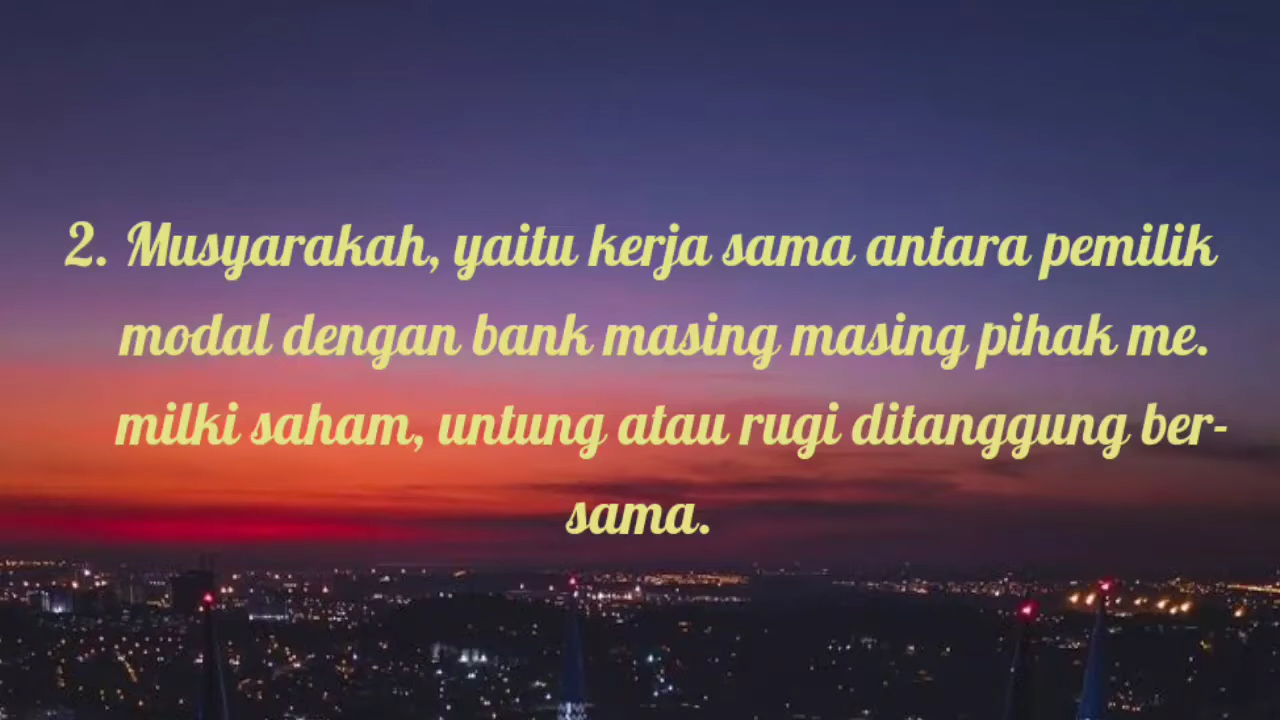 2. Musyarakah, yaitu kerja sama antara pemilik
modal dengan bank masing masing pihak me.
milki saham, untung atau rugi ditanggung ber-
sama.